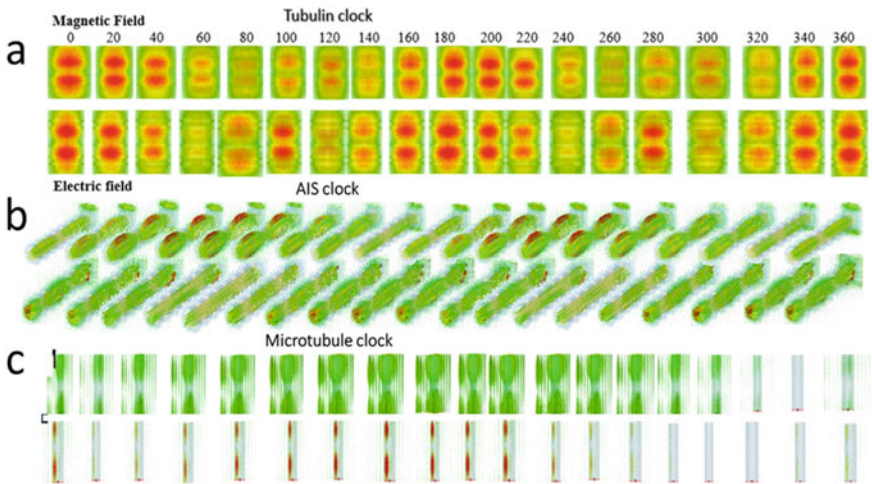 Tubulin clock
Magnetic Field
0 20 40 60 80 100 120 140 160 180 200 220 240 260 280 300 320 340 360
a
Electric field
AIS clock
b
Microtubule clock
c